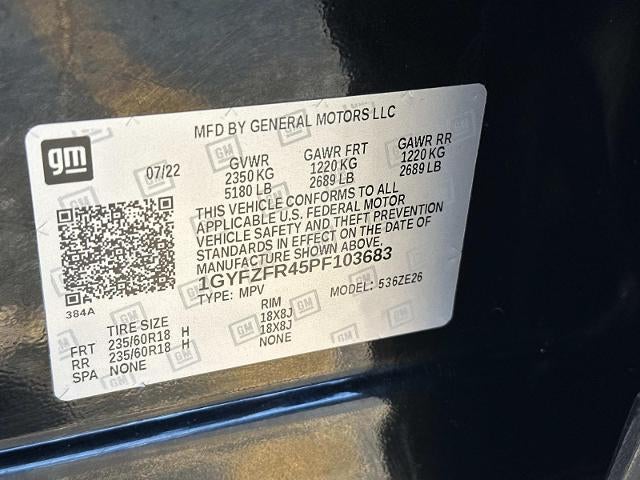 MFD BY GENERAL MOTORS LLC
gm
07/22 GVWR GAWR FRT GAWR RR
2350 KG 1220 KG 1220 KG
5180 LB 2689 LB 2689 LB
THIS VEHICLE CONFORMS TO ALL
APPLICABLE U.S. FEDERAL MOTOR
VEHICLE SAFETY AND THEFT PREVENTION
STANDARDS IN EFFECT ON THE DATE OF
MANUFACTURE SHOWN ABOVE.
1GYFZFR45PF103683
TYPE: MPV MODEL: 536ZE26
384A
TIRE SIZE RIM
FRT 235/60R18 H 18X8J
RR 235/60R18 H 18X8J
SPA NONE NONE